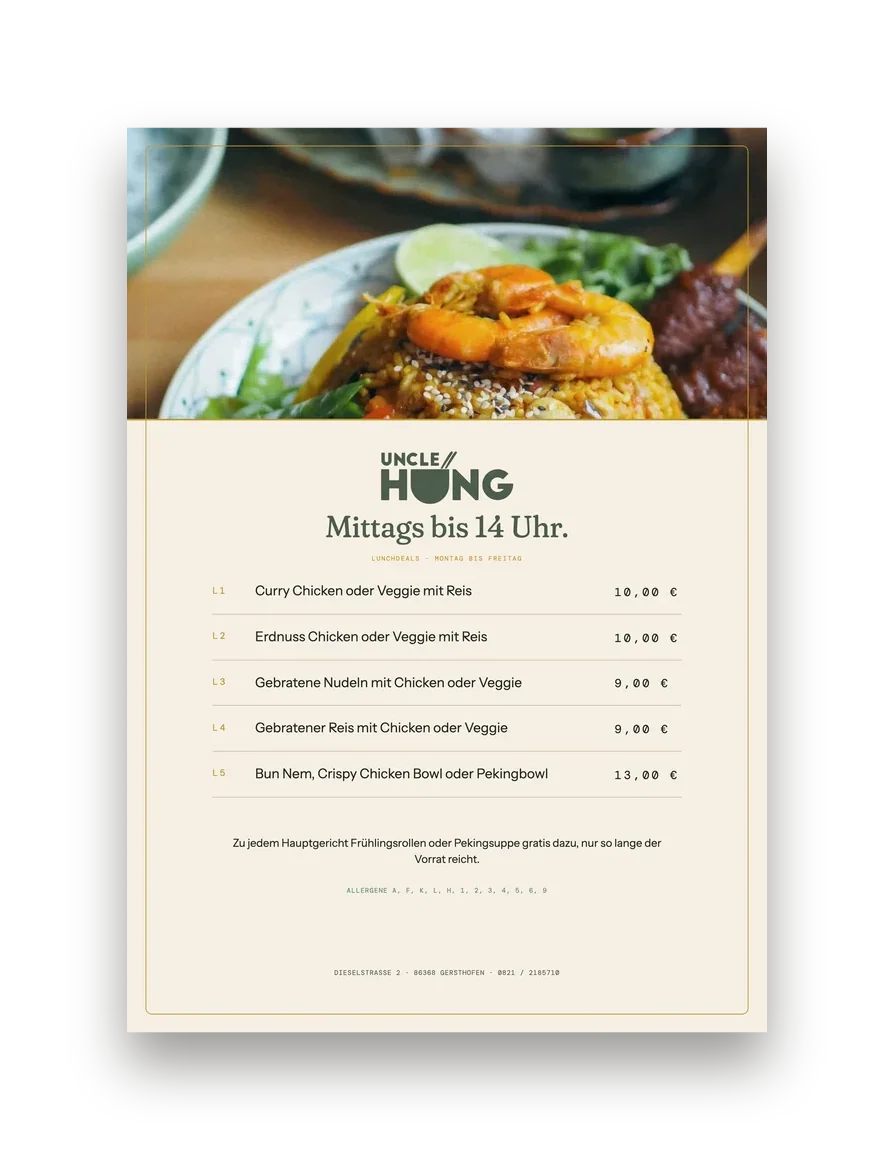 UNCLE
HUNG
Mittags bis 14 Uhr.
LUNCHDEALS · MONTAG BIS FREITAG
L1 Curry Chicken oder Veggie mit Reis 10,00 €
L2 Erdnuss Chicken oder Veggie mit Reis 10,00 €
L3 Gebratene Nudeln mit Chicken oder Veggie 9,00 €
L4 Gebratener Reis mit Chicken oder Veggie 9,00 €
L5 Bun Nem, Crispy Chicken Bowl oder Pekingbowl 13,00 €
Zu jedem Hauptgericht Frühlingsrollen oder Pekingsuppe gratis dazu, nur so lange der
Vorrat reicht.
ALLERGENE A, F, K, L, H, 1, 2, 3, 4, 5, 6, 9
DIESELSTRASSE 2 · 86368 GERSTHOFEN · 0821 / 2185710